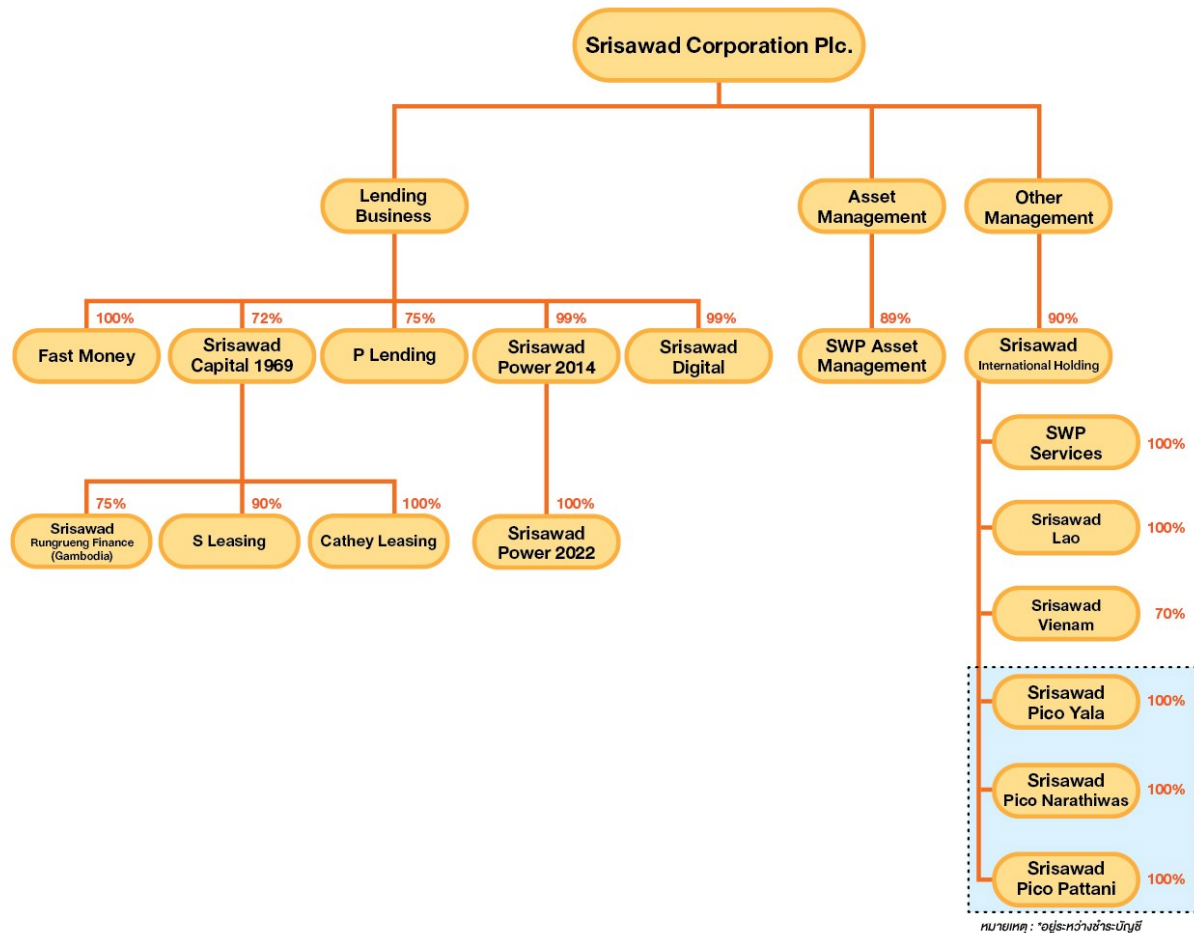 Srisawad Corporation Plc.
Lending
Business
Asset
Management
Other
Management
100%
72%
75%
99%
99%
89%
90%
Fast Money
Srisawad
Capital 1969
P Lending
Srisawad
Power 2014
Srisawad
Digital
SWP Asset
Management
Srisawad
International Holding
75%
90%
100%
100%
Srisawad
Rungrueng Finance
(Gambodia)
S Leasing
Cathey Leasing
Srisawad
Power 2022
SWP
Services
100%
Srisawad
Lao
100%
Srisawad
Vienam
70%
Srisawad
Pico Yala
100%
Srisawad
Pico Narathiwas
100%
Srisawad
Pico Pattani
100%
หมายเหตุ : *อยู่ระหว่างชำระบัญชี